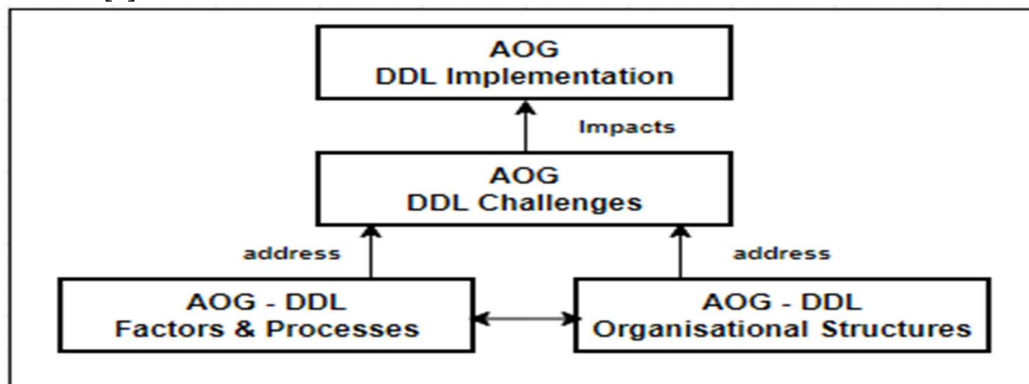 AOG
DDL Implementation
Impacts
AOG
DDL Challenges
address
address
AOG - DDL
Factors & Processes
AOG - DDL
Organisational Structures